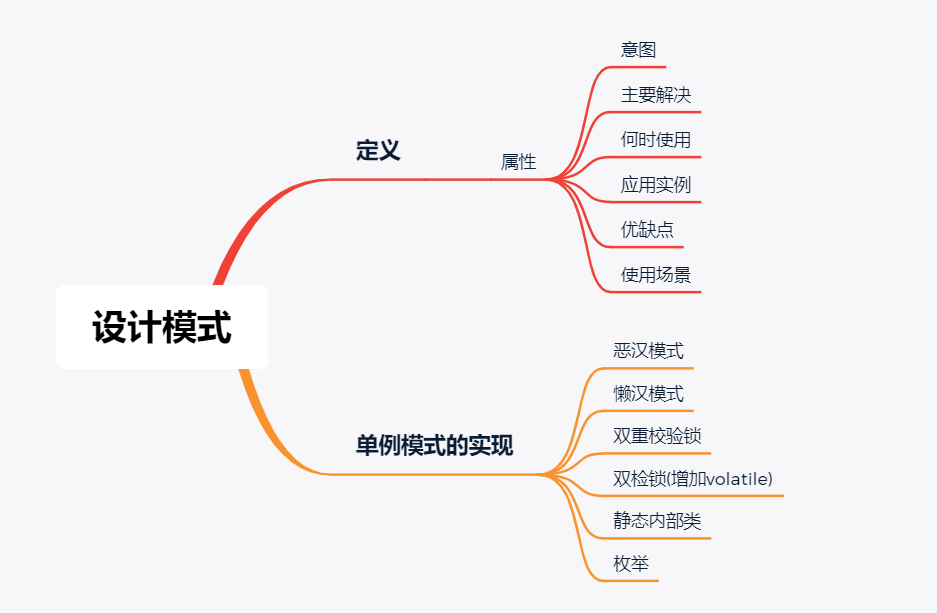 设计模式
定义
属性
意图
主要解决
何时使用
应用实例
优缺点
使用场景
单例模式的实现
恶汉模式
懒汉模式
双重校验锁
双检锁(增加volatile)
静态内部类
枚举